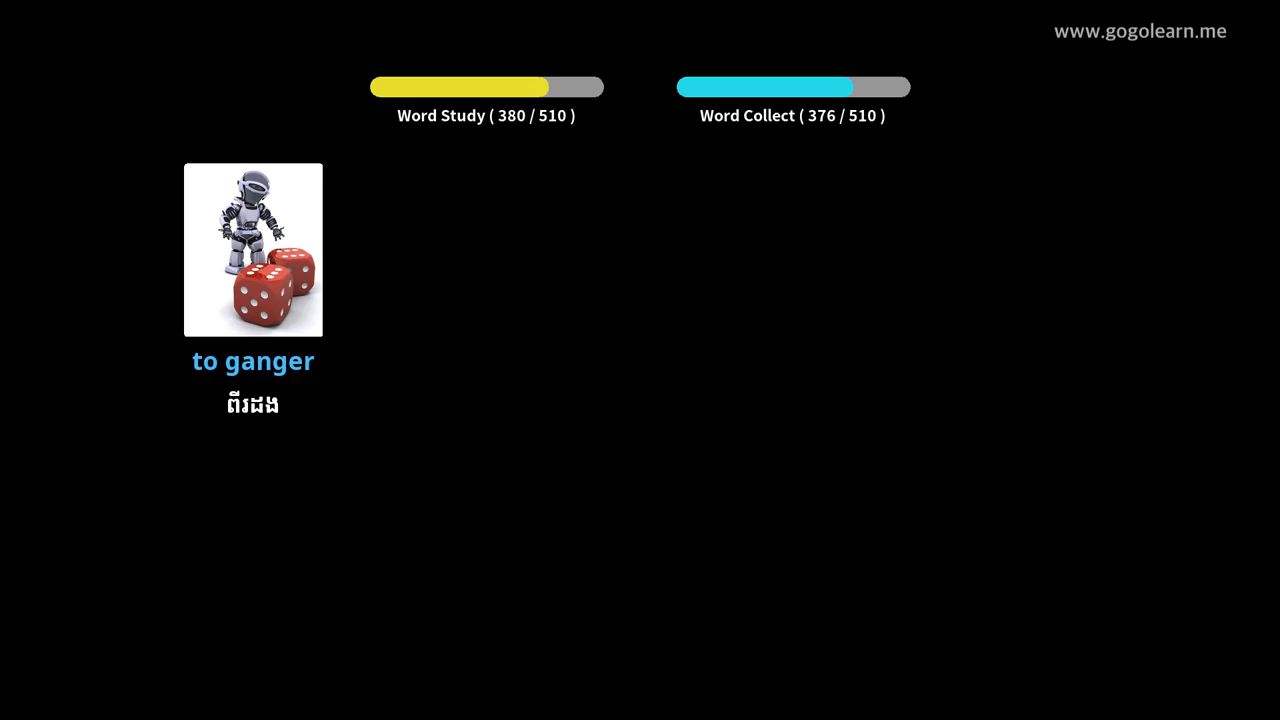 www.gogolearn.me
Word Study ( 380 / 510 )
Word Collect ( 376 / 510 )
to ganger
ពីរដង